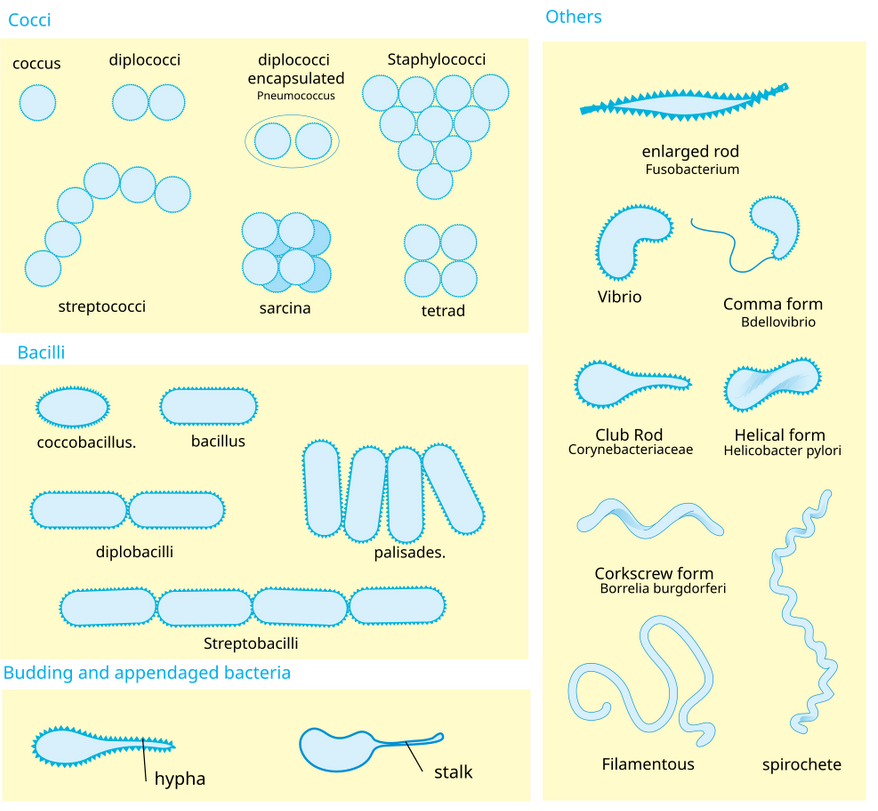 Cocci
coccus
diplococci
diplococci
encapsulated
Pneumococcus
Staphylococci
streptococci
sarcina
tetrad
Bacilli
coccobacillus.
bacillus
diplobacilli
palisades.
Streptobacilli
Budding and appendaged bacteria
hypha
stalk
Others
enlarged rod
Fusobacterium
Vibrio
Comma form
Bdellovibrio
Club Rod
Corynebacteriaceae
Helical form
Helicobacter pylori
Corkscrew form
Borrelia burgdorferi
Filamentous
spirochete